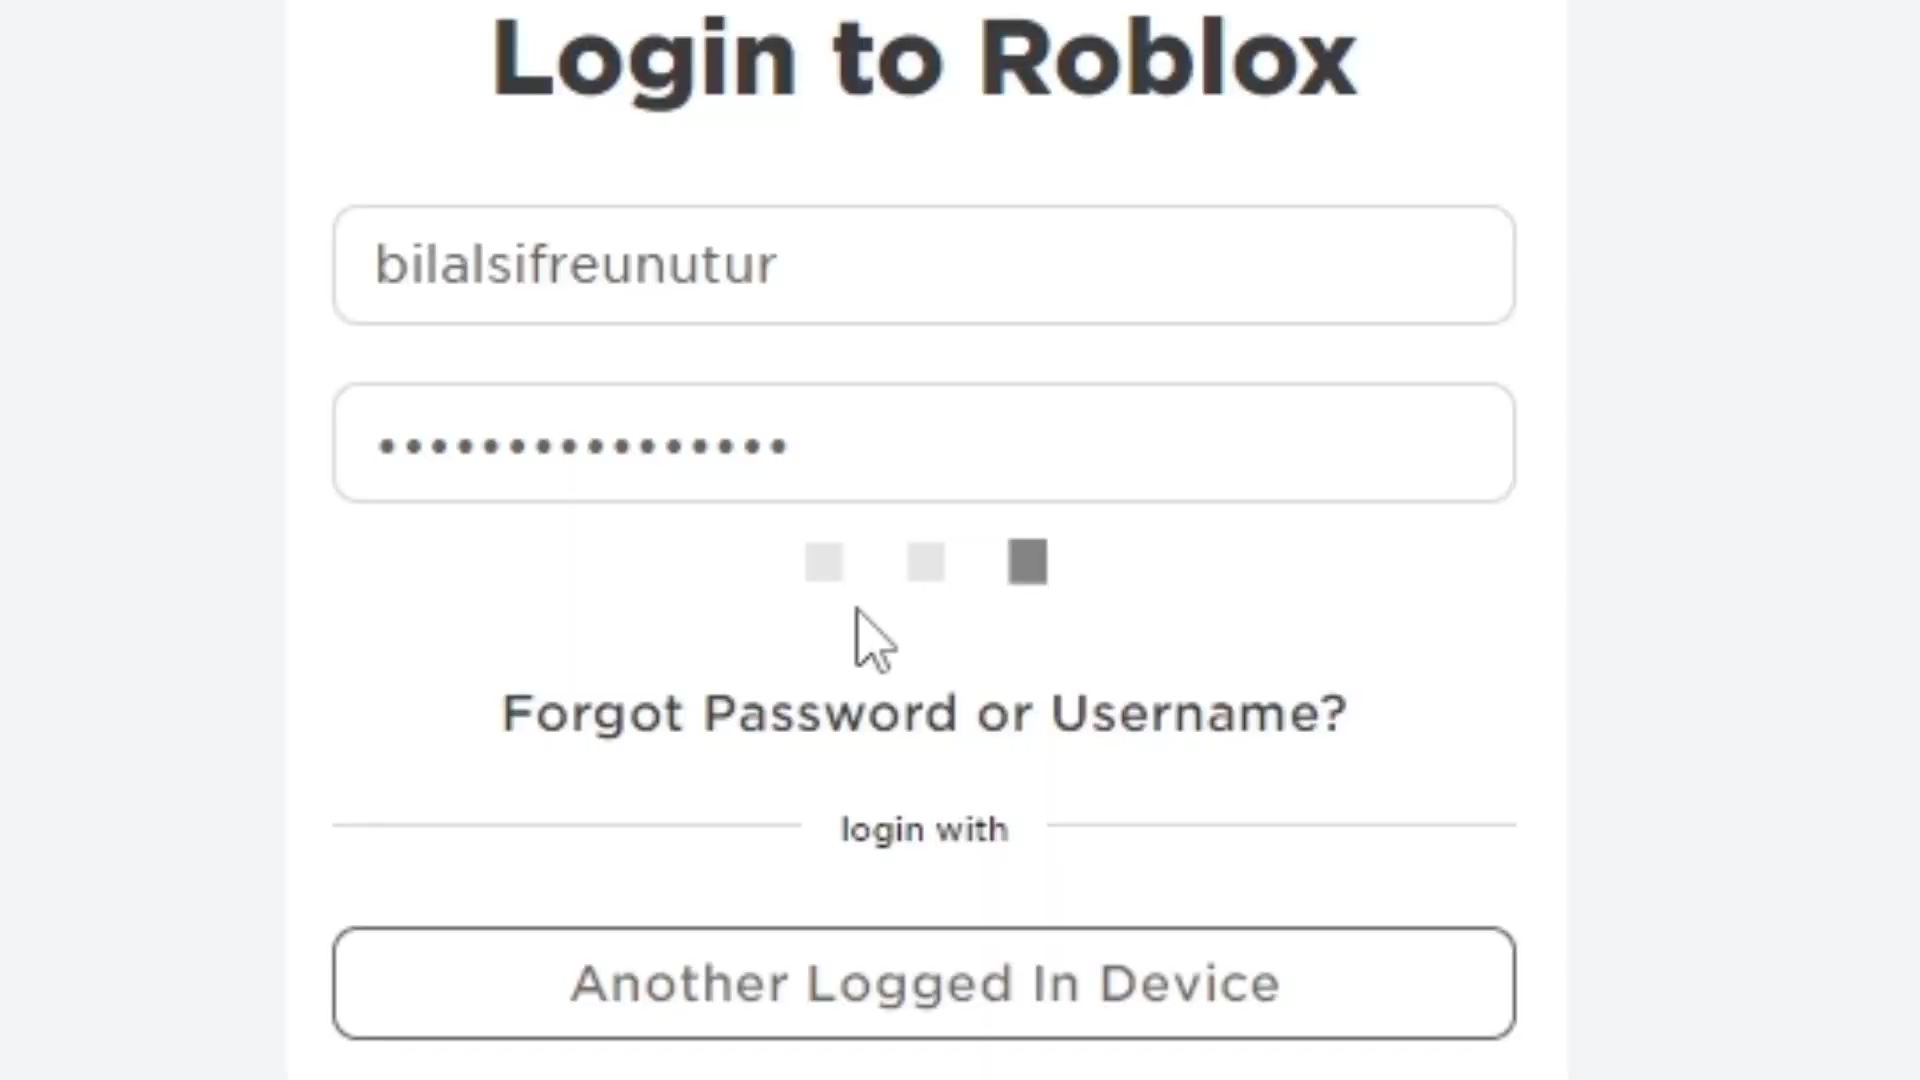 Login to Roblox
bilalsifreunutur
••••••••••••••••
Forgot Password or Username?
login with
Another Logged In Device